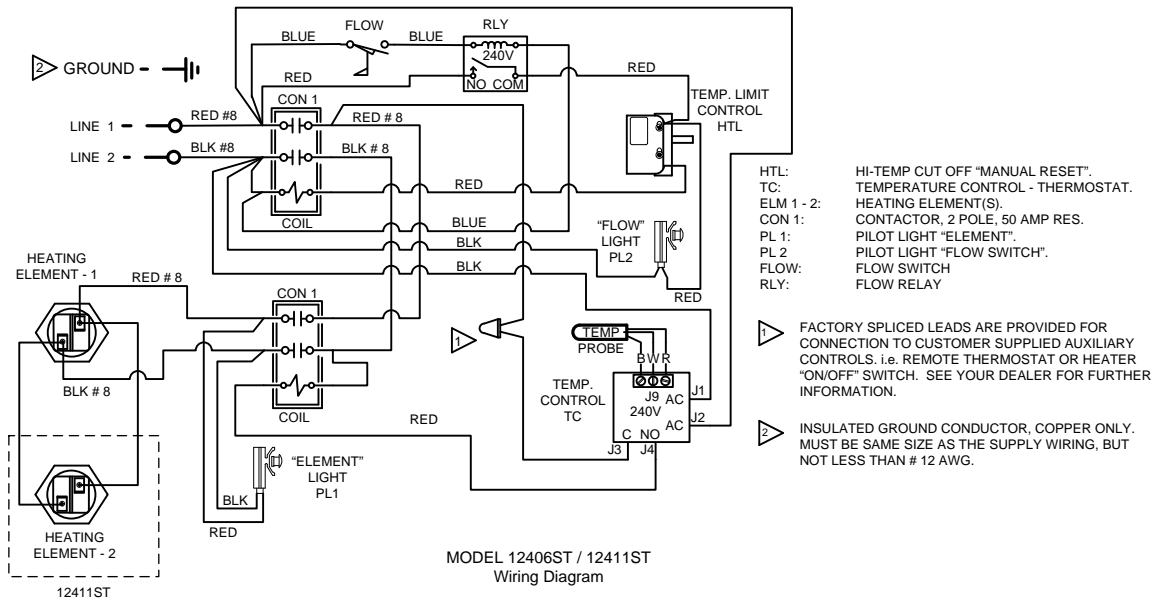 FLOW
RLY
BLUE
BLUE
240V
2
GROUND
RED
NO COM
RED
CON 1
TEMP. LIMIT
CONTROL
HTL
LINE 1
RED #8
RED # 8
LINE 2
BLK #8
BLK # 8
RED
COIL
BLUE
BLK
BLK
"FLOW"
LIGHT
PL2
RED
HTL: HI-TEMP CUT OFF "MANUAL RESET".
TC: TEMPERATURE CONTROL - THERMOSTAT.
ELM 1 - 2: HEATING ELEMENT(S).
CON 1: CONTACTOR, 2 POLE, 50 AMP RES.
PL 1: PILOT LIGHT "ELEMENT".
PL 2 PILOT LIGHT "FLOW SWITCH".
FLOW: FLOW SWITCH
RLY: FLOW RELAY
HEATING
ELEMENT - 1
RED # 8
CON 1
BLK # 8
COIL
1
TEMP
PROBE
B W R
TEMP.
CONTROL
TC
J9
240V
AC
AC
J1
J2
C NO
J3 J4
RED
"ELEMENT"
LIGHT
PL1
BLK
RED
HEATING
ELEMENT - 2
12411ST
1
FACTORY SPLICED LEADS ARE PROVIDED FOR
CONNECTION TO CUSTOMER SUPPLIED AUXILIARY
CONTROLS. i.e. REMOTE THERMOSTAT OR HEATER
"ON/OFF" SWITCH. SEE YOUR DEALER FOR FURTHER
INFORMATION.
2
INSULATED GROUND CONDUCTOR, COPPER ONLY.
MUST BE SAME SIZE AS THE SUPPLY WIRING, BUT
NOT LESS THAN # 12 AWG.
MODEL 12406ST / 12411ST
Wiring Diagram